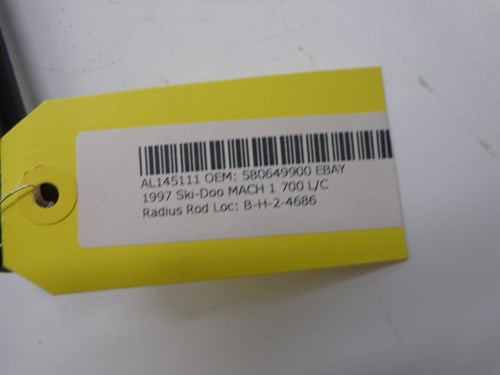 AL145111 OEM: 580649900 EBAY
1997 Ski-Doo MACH 1 700 L/C
Radius Rod Loc: B-H-2-4686